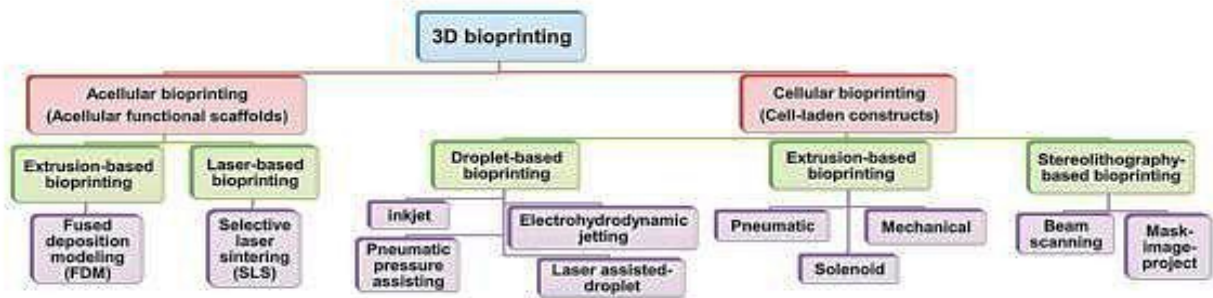 3D bioprinting
Acellular bioprinting
(Acellular functional scaffolds)
Cellular bioprinting
(Cell-laden constructs)
Extrusion-based
bioprinting
Laser-based
bioprinting
Droplet-based
bioprinting
Extrusion-based
bioprinting
Stereolithography-
based bioprinting
Fused
deposition
modeling
(FDM)
Selective
laser
sintering
(SLS)
inkjet
Electrohydrodynamic
jetting
Pneumatic
pressure
assisting
Laser assisted-
droplet
Pneumatic
Mechanical
Solenoid
Beam
scanning
Mask-
image-
project